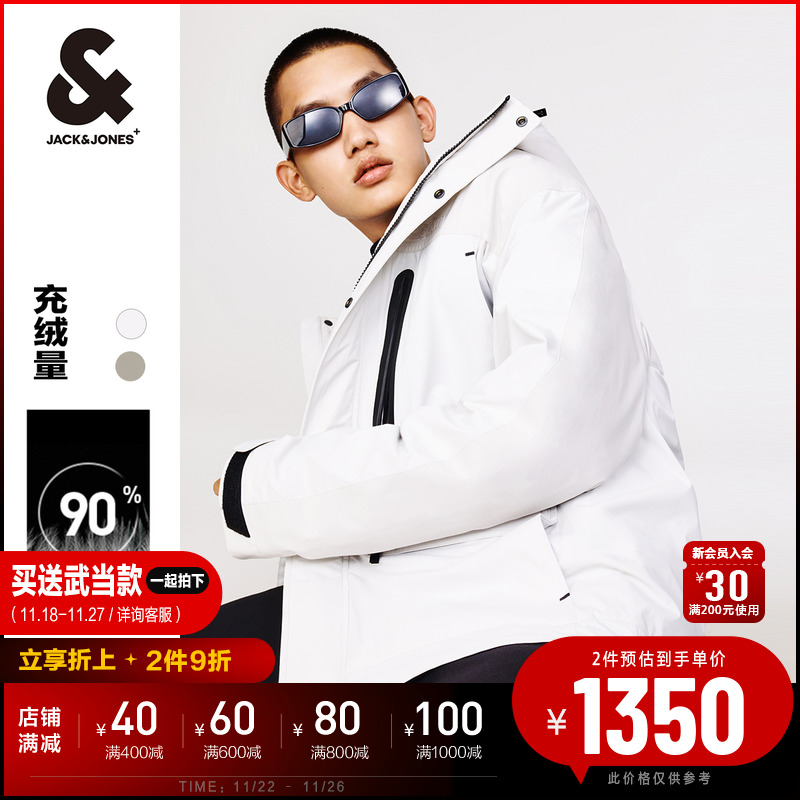 JACK&JONES+
充绒量
90%
买送武当款 一起拍下
(11.18-11.27/详询客服)
立享折上 + 2件9折
新会员入会
¥30
满200元使用
2件预估到手单价
¥1350
此价格仅供参考
店铺满减
¥40 满400减
¥60 满600减
¥80 满800减
¥100 满1000减
TIME: 11/22 - 11/26